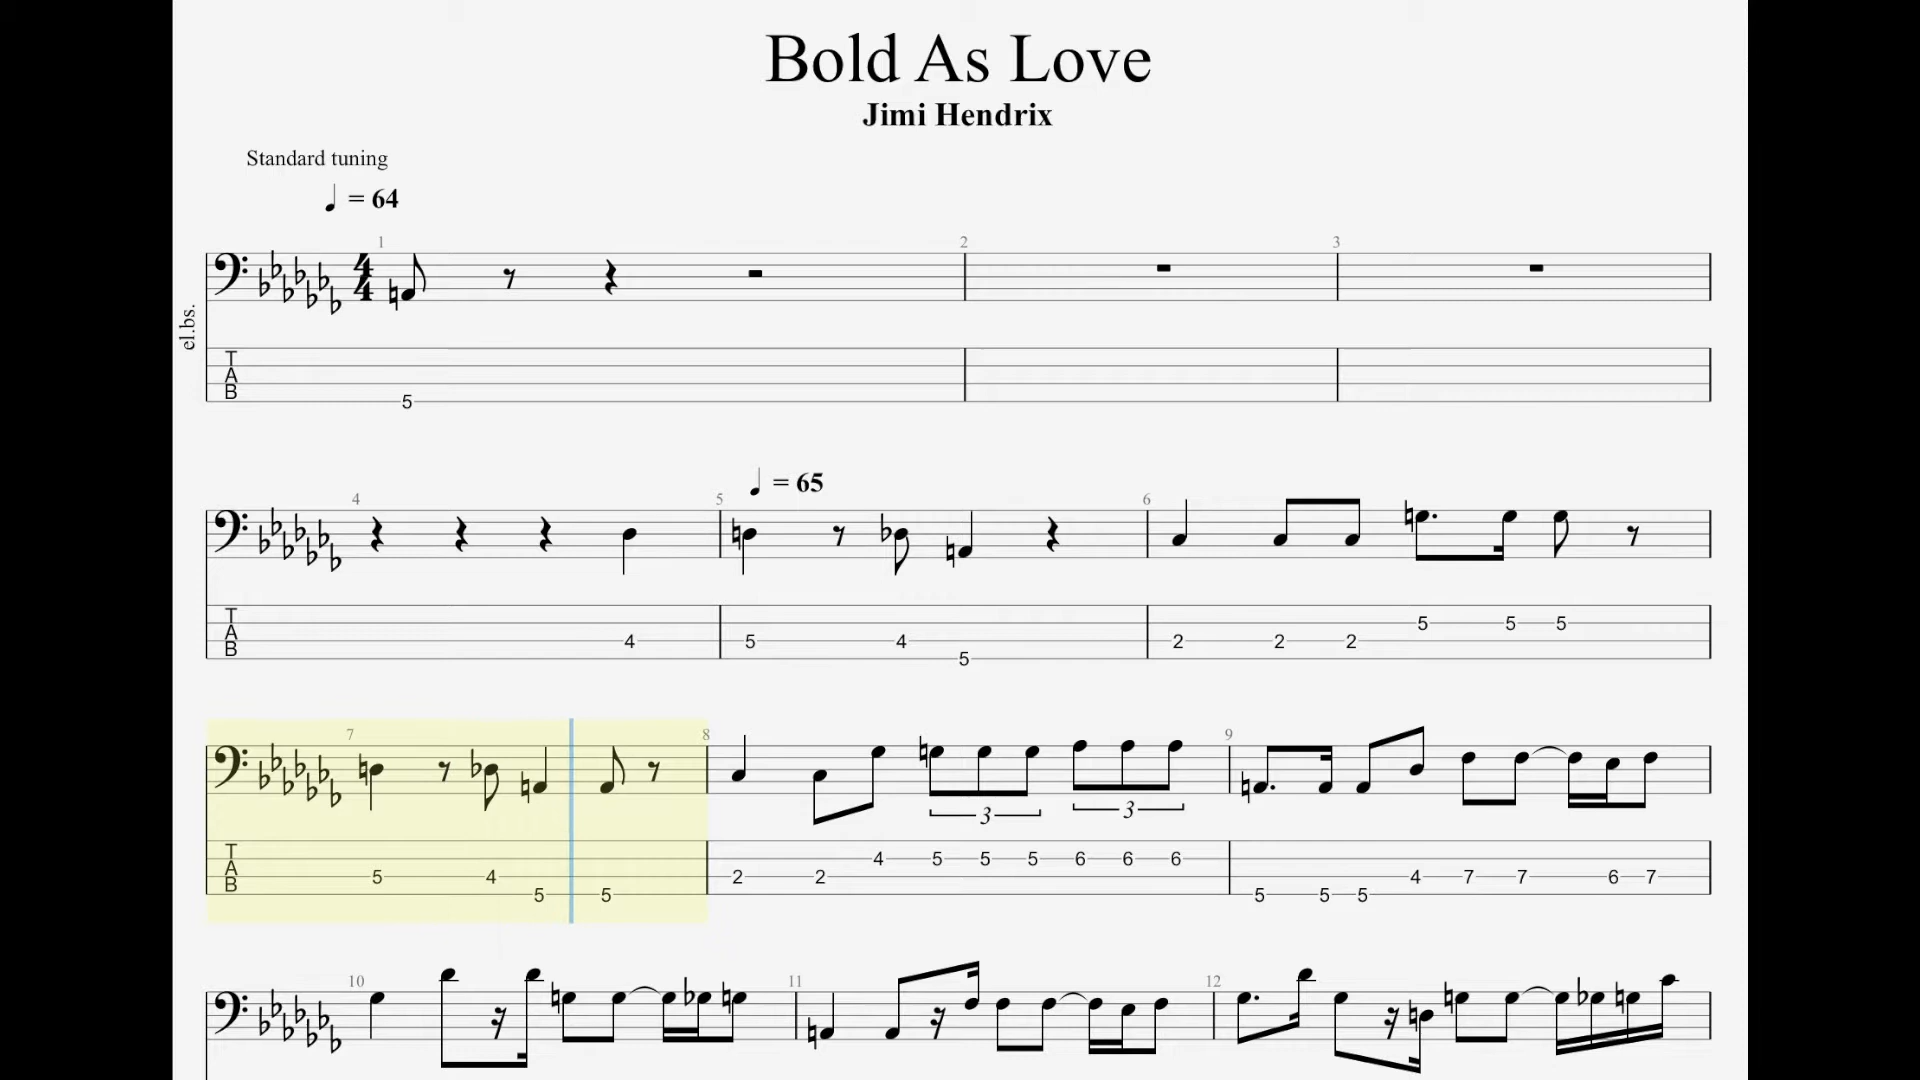 Bold As Love
Jimi Hendrix
Standard tuning
= 64
1 2 3
4
4
el.bs.
T
A
B
5
= 65
4 5 6
T
A
B
4 5 4 5 2 2 2 5 5 5
7 8 9
3 3
T
A
B
5 4 5 5 2 2 4 5 5 5 6 6 6 5 5 5 4 7 7 6 7
10 11 12